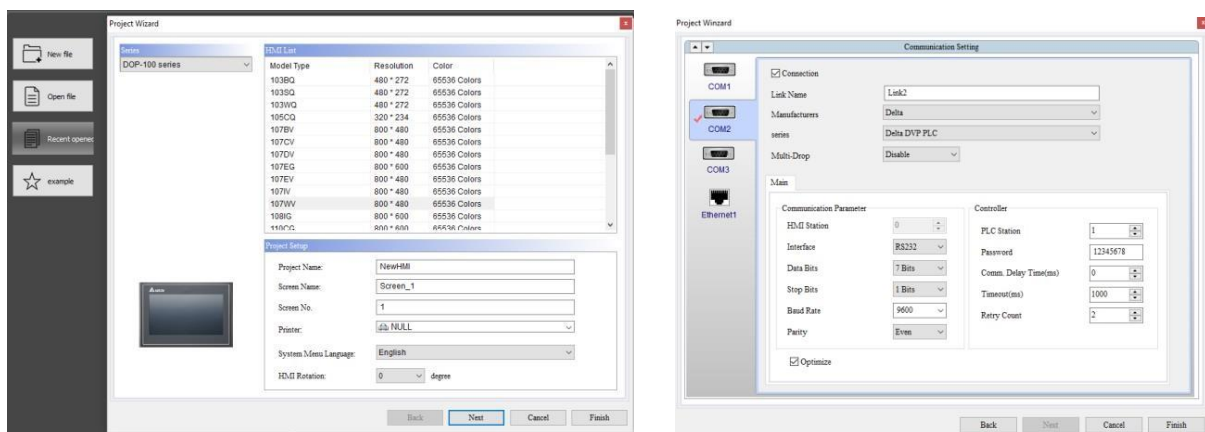 Project Wizard
New file
Open file
Recent opened
example
Series
DOP-100 series
HMI List
Model Type Resolution Color
103BQ 480 * 272 65536 Colors
103SQ 480 * 272 65536 Colors
103WQ 480 * 272 65536 Colors
105CQ 320 * 234 65536 Colors
107BV 800 * 480 65536 Colors
107CV 800 * 480 65536 Colors
107DV 800 * 480 65536 Colors
107EG 800 * 600 65536 Colors
107EV 800 * 480 65536 Colors
107IV 800 * 480 65536 Colors
107WV 800 * 480 65536 Colors
108IG 800 * 600 65536 Colors
110CG 800 * 600 65536 Colors
Project Setup
Project Name: NewHMI
Screen Name: Screen_1
Screen No. 1
Printer: NULL
System Menu Language: English
HMI Rotation: 0 degree
Back Next Cancel Finish
Project Winzard
Communication Setting
COM1
COM2
COM3
Ethernet1
Connection
Link Name Link2
Manufacturers Delta
series Delta DVP PLC
Multi-Drop Disable
Main
Communication Parameter
HMI Station 0
Interface RS232
Data Bits 7 Bits
Stop Bits 1 Bits
Baud Rate 9600
Parity Even
Optimize
Controller
PLC Station 1
Password 12345678
Comm. Delay Time(ms) 0
Timeout(ms) 1000
Retry Count 2
Back Next Cancel Finish